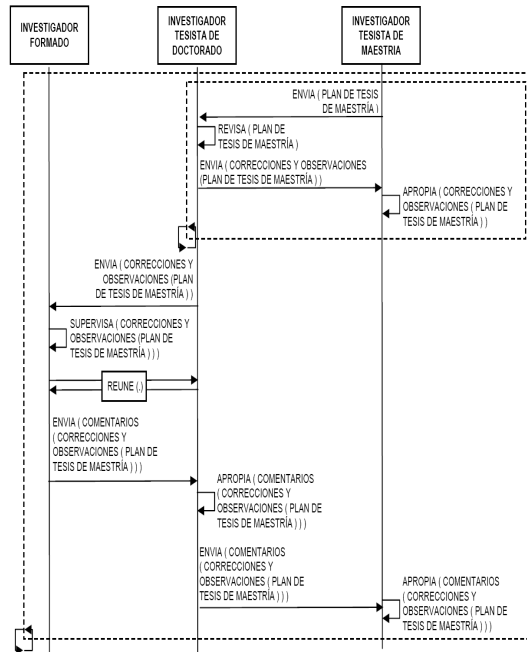 INVESTIGADOR
FORMADO
INVESTIGADOR
TESISTA DE
DOCTORADO
INVESTIGADOR
TESISTA DE
MAESTRIA
ENVIA ( PLAN DE TESIS
DE MAESTRÍA )
REVISA ( PLAN DE
TESIS DE MAESTRÍA )
ENVIA ( CORRECCIONES Y OBSERVACIONES
(PLAN DE TESIS DE MAESTRÍA ) )
APROPIA ( CORRECCIONES Y
OBSERVACIONES ( PLAN DE
TESIS DE MAESTRÍA ) )
ENVIA ( CORRECCIONES Y
OBSERVACIONES (PLAN
DE TESIS DE MAESTRÍA ) )
SUPERVISA ( CORRECCIONES Y
OBSERVACIONES (PLAN DE
TESIS DE MAESTRÍA ) ) )
REUNE (,)
ENVIA ( COMENTARIOS
( CORRECCIONES Y
OBSERVACIONES ( PLAN DE
TESIS DE MAESTRÍA ) ) )
APROPIA ( COMENTARIOS
( CORRECCIONES Y
OBSERVACIONES ( PLAN DE
TESIS DE MAESTRÍA ) ) )
ENVIA ( COMENTARIOS
( CORRECCIONES Y
OBSERVACIONES ( PLAN DE
TESIS DE MAESTRÍA ) ) )
APROPIA ( COMENTARIOS
( CORRECCIONES Y
OBSERVACIONES ( PLAN DE
TESIS DE MAESTRÍA ) ) )